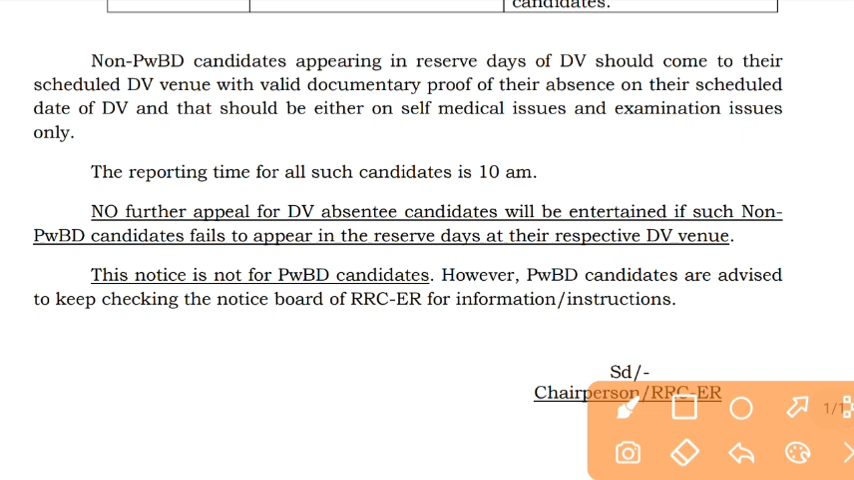 candidates.
Non-PwBD candidates appearing in reserve days of DV should come to their
scheduled DV venue with valid documentary proof of their absence on their scheduled
date of DV and that should be either on self medical issues and examination issues
only.
The reporting time for all such candidates is 10 am.
NO further appeal for DV absentee candidates will be entertained if such Non-
PwBD candidates fails to appear in the reserve days at their respective DV venue.
This notice is not for PwBD candidates. However, PwBD candidates are advised
to keep checking the notice board of RRC-ER for information/instructions.
Sd/-
Chairperson/RRC-ER
1/1